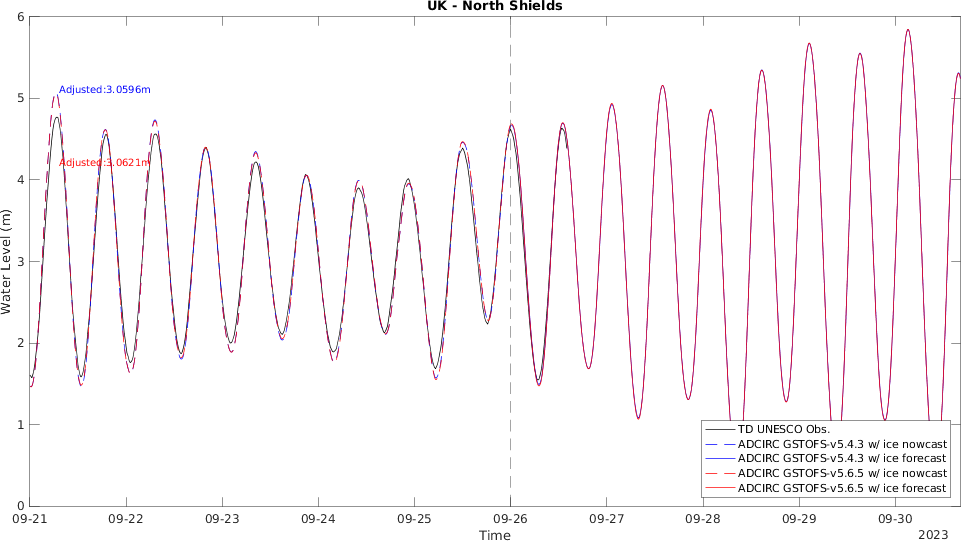 UK - North Shields
6
5
4
3
2
1
0
Water Level (m)
Adjusted:3.0596m
Adjusted:3.0621m
TD UNESCO Obs.
ADCIRC GSTOFS-v5.4.3 w/ ice nowcast
ADCIRC GSTOFS-v5.4.3 w/ ice forecast
ADCIRC GSTOFS-v5.6.5 w/ ice nowcast
ADCIRC GSTOFS-v5.6.5 w/ ice forecast
09-21 09-22 09-23 09-24 09-25 09-26 09-27 09-28 09-29 09-30
Time
2023